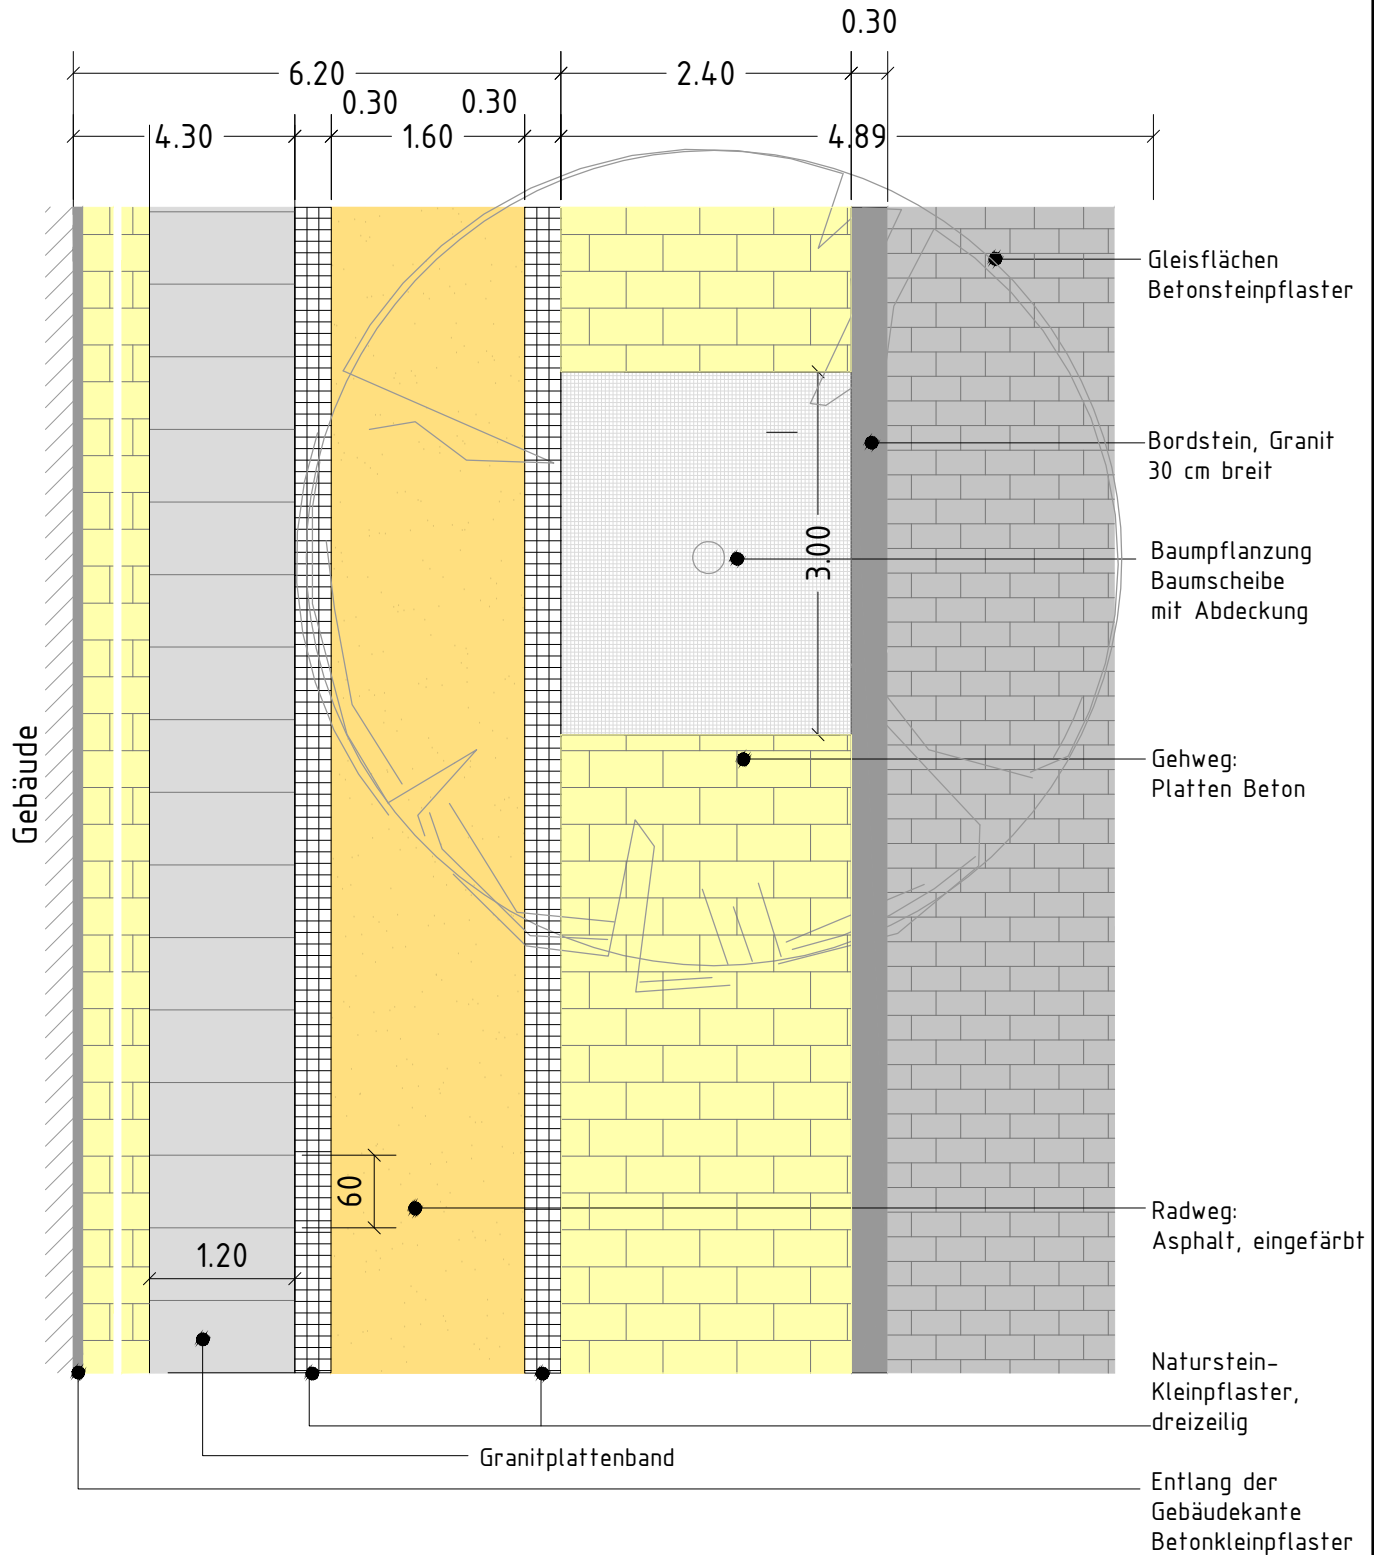 0.30
6.20
2.40
0.30
0.30
4.30
1.60
4.89
Gleisflächen
Betonsteinpflaster
Bordstein, Granit
30 cm breit
3.00
Baumpflanzung
Baumscheibe
mit Abdeckung
Gebäude
Gehweg:
Platten Beton
60
Radweg:
Asphalt, eingefärbt
1.20
Naturstein-
Kleinpflaster,
dreizeilig
Granitplattenband
Entlang der
Gebäudekante
Betonkleinpflaster